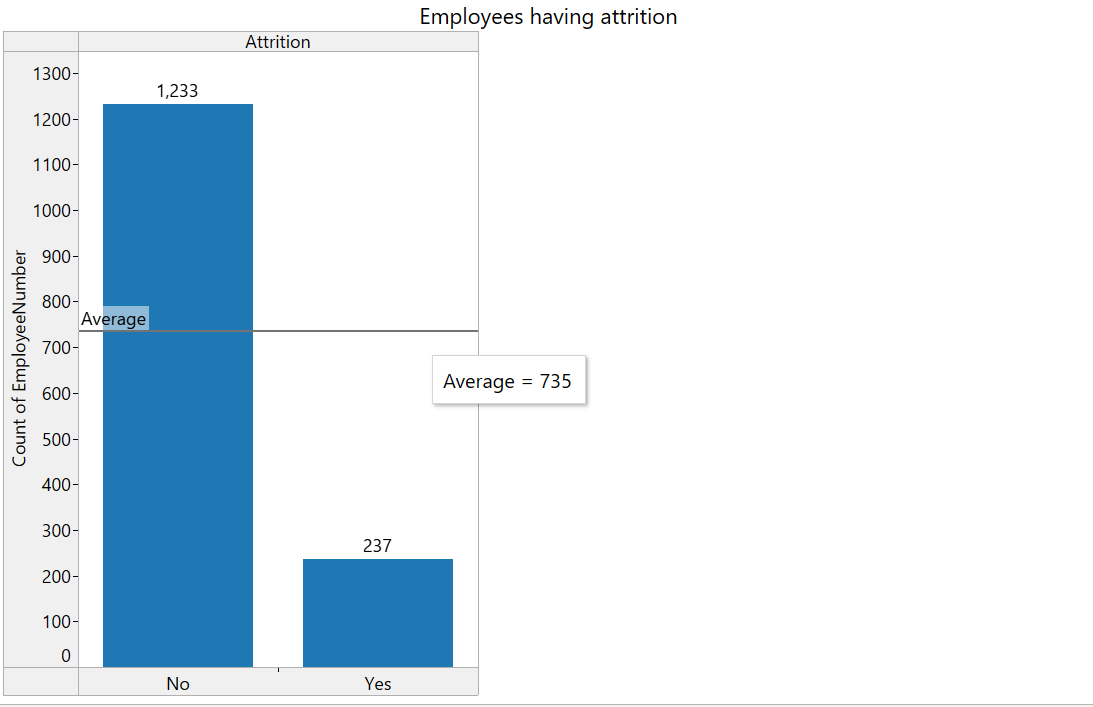 Employees having attrition
Attrition
1300
1,233
1200
1100
1000
900
800
Average
700
Average = 735
600
500
400
300
237
200
100
0
Count of EmployeeNumber
No
Yes